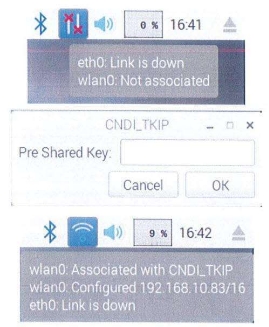 0 % 16:41
eth0: Link is down
wlan0: Not associated
CNDI_TKIP
Pre Shared Key:
Cancel OK
9 % 16:42
wlan0: Associated with CNDI_TKIP
wlan0: Configured 192.168.10.83/16
eth0: Link is down